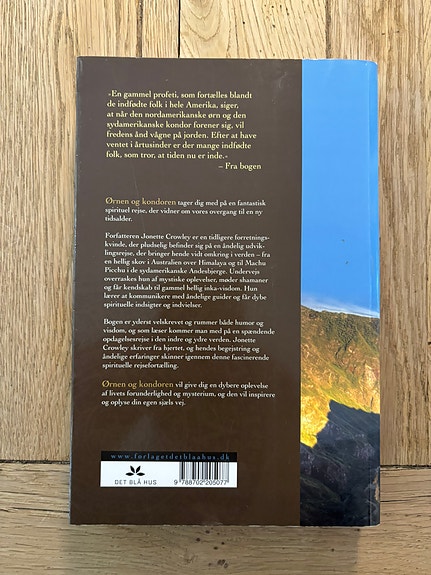 »En gammel profeti, som fortælles blandt
de indfødte folk i hele Amerika, siger,
at når den nordamerikanske ørn og den
sydamerikanske kondor forener sig, vil
fredens ånd vågne på jorden. Efter at have
ventet i årtusinder er der mange indfødte
folk, som tror, at tiden nu er inde.«
– Fra bogen
Ørnen og kondoren tager dig med på en fantastisk
spirituel rejse, der vidner om vores overgang til en ny
tidsalder.
Forfatteren Jonette Crowley er en tidligere forretnings-
kvinde, der pludselig befinder sig på en åndelig udvik-
lingsrejse, der bringer hende vidt omkring i verden – fra
en hellig skov i Australien over Himalaya og til Machu
Picchu i de sydamerikanske Andesbjerge. Undervejs
overraskes hun af mystiske oplevelser, møder shamaner
og får kendskab til gammel hellig inka-visdom. Hun
lærer at kommunikere med åndelige guider og får dybe
spirituelle indsigter og indvielser.
Bogen er yderst velskrevet og rummer både humor og
visdom, og som læser kommer man med på en spændende
opdagelsesrejse i den indre og ydre verden. Jonette
Crowley skriver fra hjertet, og hendes begejstring og
åndelige erfaringer skinner igennem denne fascinerende
spirituelle rejsefortælling.
Ørnen og kondoren vil give dig en dybere oplevelse
af livets forunderlighed og mysterium, og den vil inspirere
og oplyse din egen sjæls vej.
www.forlagetdetblaahus.dk
DET BLÅ HUS
9 788702 205077